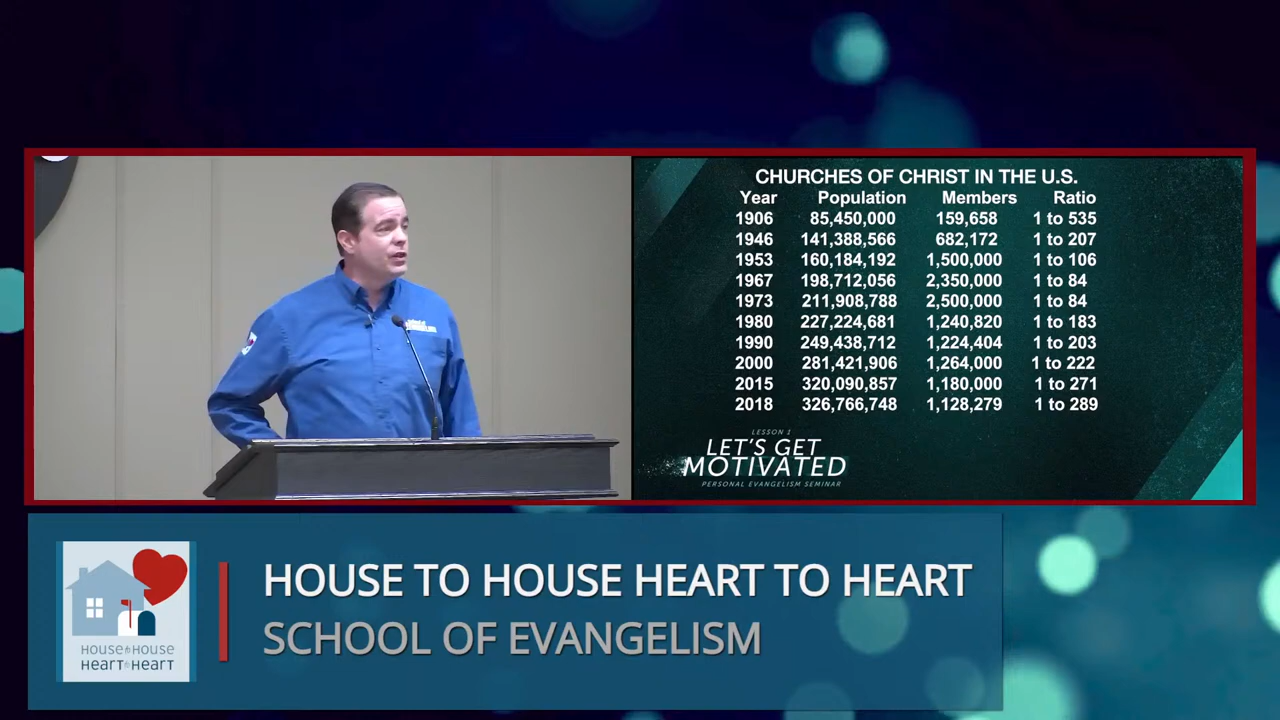 CHURCHES OF CHRIST IN THE U.S.
Year Population Members Ratio
1906 85,450,000 159,658 1 to 535
1946 141,388,566 682,172 1 to 207
1953 160,184,192 1,500,000 1 to 106
1967 198,712,056 2,350,000 1 to 84
1973 211,908,788 2,500,000 1 to 84
1980 227,224,681 1,240,820 1 to 183
1990 249,438,712 1,224,404 1 to 203
2000 281,421,906 1,264,000 1 to 222
2015 320,090,857 1,180,000 1 to 271
2018 326,766,748 1,128,279 1 to 289
LESSON 1
LET'S GET
MOTIVATED
PERSONAL EVANGELISM SEMINAR
HOUSE TO HOUSE HEART TO HEART
SCHOOL OF EVANGELISM
HOUSE to HOUSE
HEART to HEART